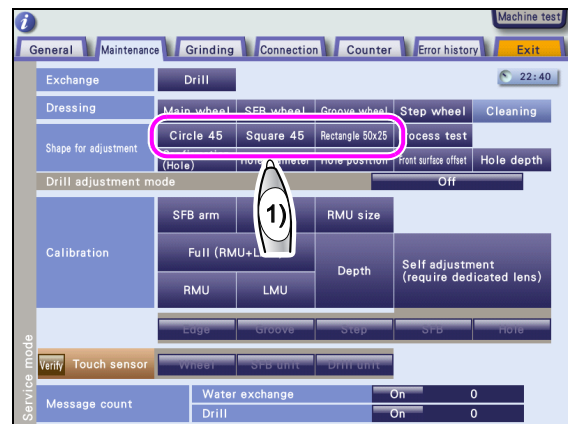 Machine test
General Maintenance Grinding Connection Counter Error history Exit
Exchange Drill 22:40
Dressing Main wheel SFB wheel Groove wheel Step wheel Cleaning
Shape for adjustment Circle 45 Square 45 Rectangle 50x25 Process test
(Hole) Hole position Front surface offset Hole depth
Drill adjustment mode Off
1)
SFB arm RMU size
Calibration Full (RMU+L
Depth Self adjustment
(require dedicated lens)
RMU LMU
Edge Groove Step SFB Hole
Service mode
Verify Touch sensor Wheel SFB unit Drill unit
Message count Water exchange On 0
Drill On 0